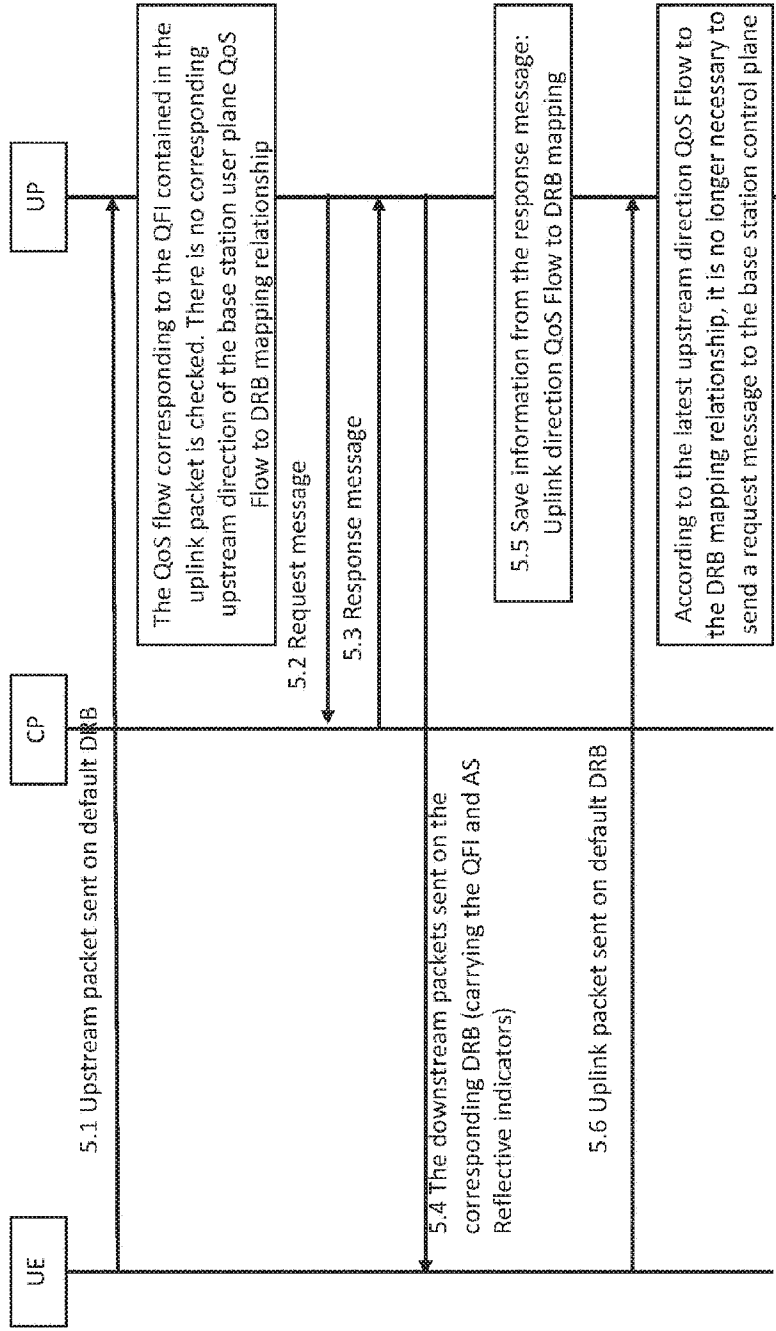 UE
CP
UP
5.1 Upstream packet sent on default DRB
The QoS flow corresponding to the QFI contained in the
uplink packet is checked. There is no corresponding
upstream direction of the base station user plane QoS
Flow to DRB mapping relationship
5.2 Request message
5.3 Response message
5.4 The downstream packets sent on the
corresponding DRB (carrying the QFI and AS
Reflective indicators)
5.5 Save information from the response message:
Uplink direction QoS Flow to DRB mapping
5.6 Uplink packet sent on default DRB
According to the latest upstream direction QoS Flow to
the DRB mapping relationship, it is no longer necessary to
send a request message to the base station control plane